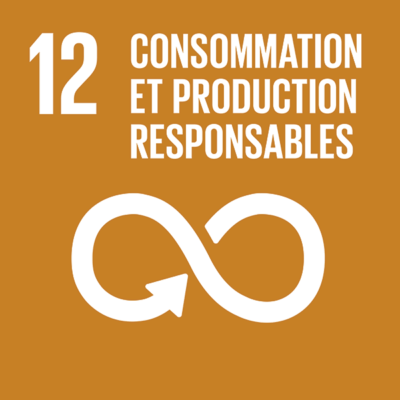 12 CONSOMMATION
ET PRODUCTION
RESPONSABLES